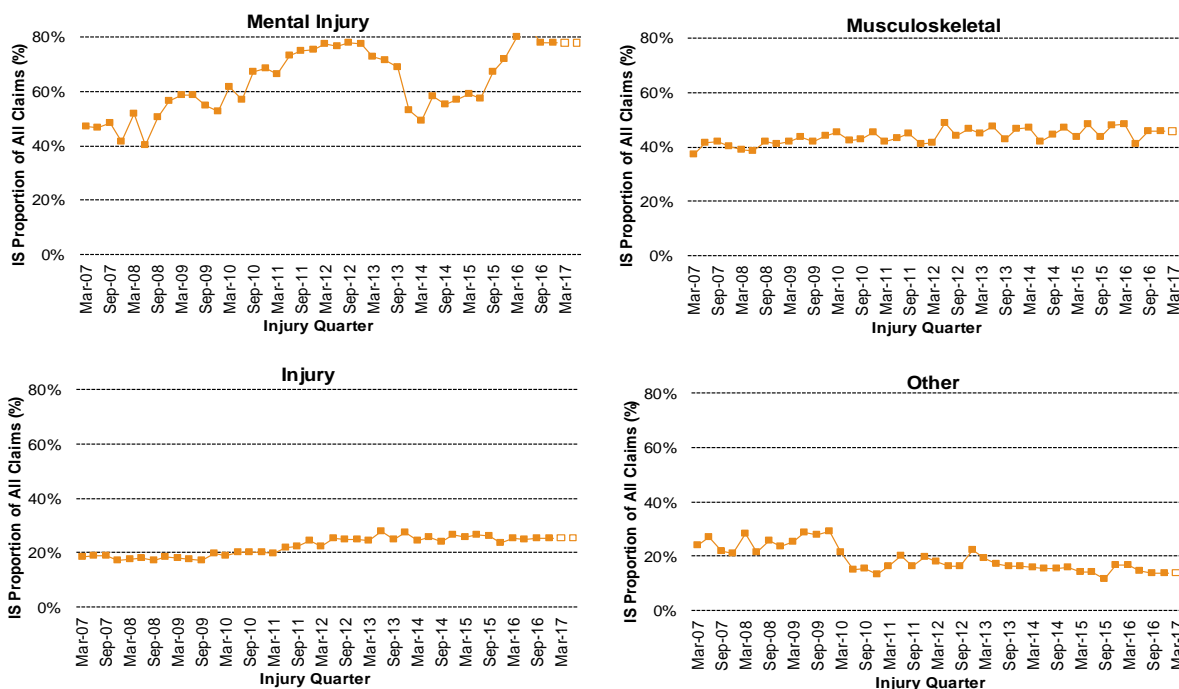 Mental Injury
IS Proportion of All Claims (%)
80%
60%
40%
20%
0%
Mar-07
Sep-07
Mar-08
Sep-08
Mar-09
Sep-09
Mar-10
Sep-10
Mar-11
Sep-11
Mar-12
Sep-12
Mar-13
Sep-13
Mar-14
Sep-14
Mar-15
Sep-15
Mar-16
Sep-16
Mar-17
Injury Quarter
Musculoskeletal
IS Proportion of All Claims (%)
80%
60%
40%
20%
0%
Mar-07
Sep-07
Mar-08
Sep-08
Mar-09
Sep-09
Mar-10
Sep-10
Mar-11
Sep-11
Mar-12
Sep-12
Mar-13
Sep-13
Mar-14
Sep-14
Mar-15
Sep-15
Mar-16
Sep-16
Mar-17
Injury Quarter
Injury
IS Proportion of All Claims (%)
80%
60%
40%
20%
0%
Mar-07
Sep-07
Mar-08
Sep-08
Mar-09
Sep-09
Mar-10
Sep-10
Mar-11
Sep-11
Mar-12
Sep-12
Mar-13
Sep-13
Mar-14
Sep-14
Mar-15
Sep-15
Mar-16
Sep-16
Mar-17
Injury Quarter
Other
IS Proportion of All Claims (%)
80%
60%
40%
20%
0%
Mar-07
Sep-07
Mar-08
Sep-08
Mar-09
Sep-09
Mar-10
Sep-10
Mar-11
Sep-11
Mar-12
Sep-12
Mar-13
Sep-13
Mar-14
Sep-14
Mar-15
Sep-15
Mar-16
Sep-16
Mar-17
Injury Quarter